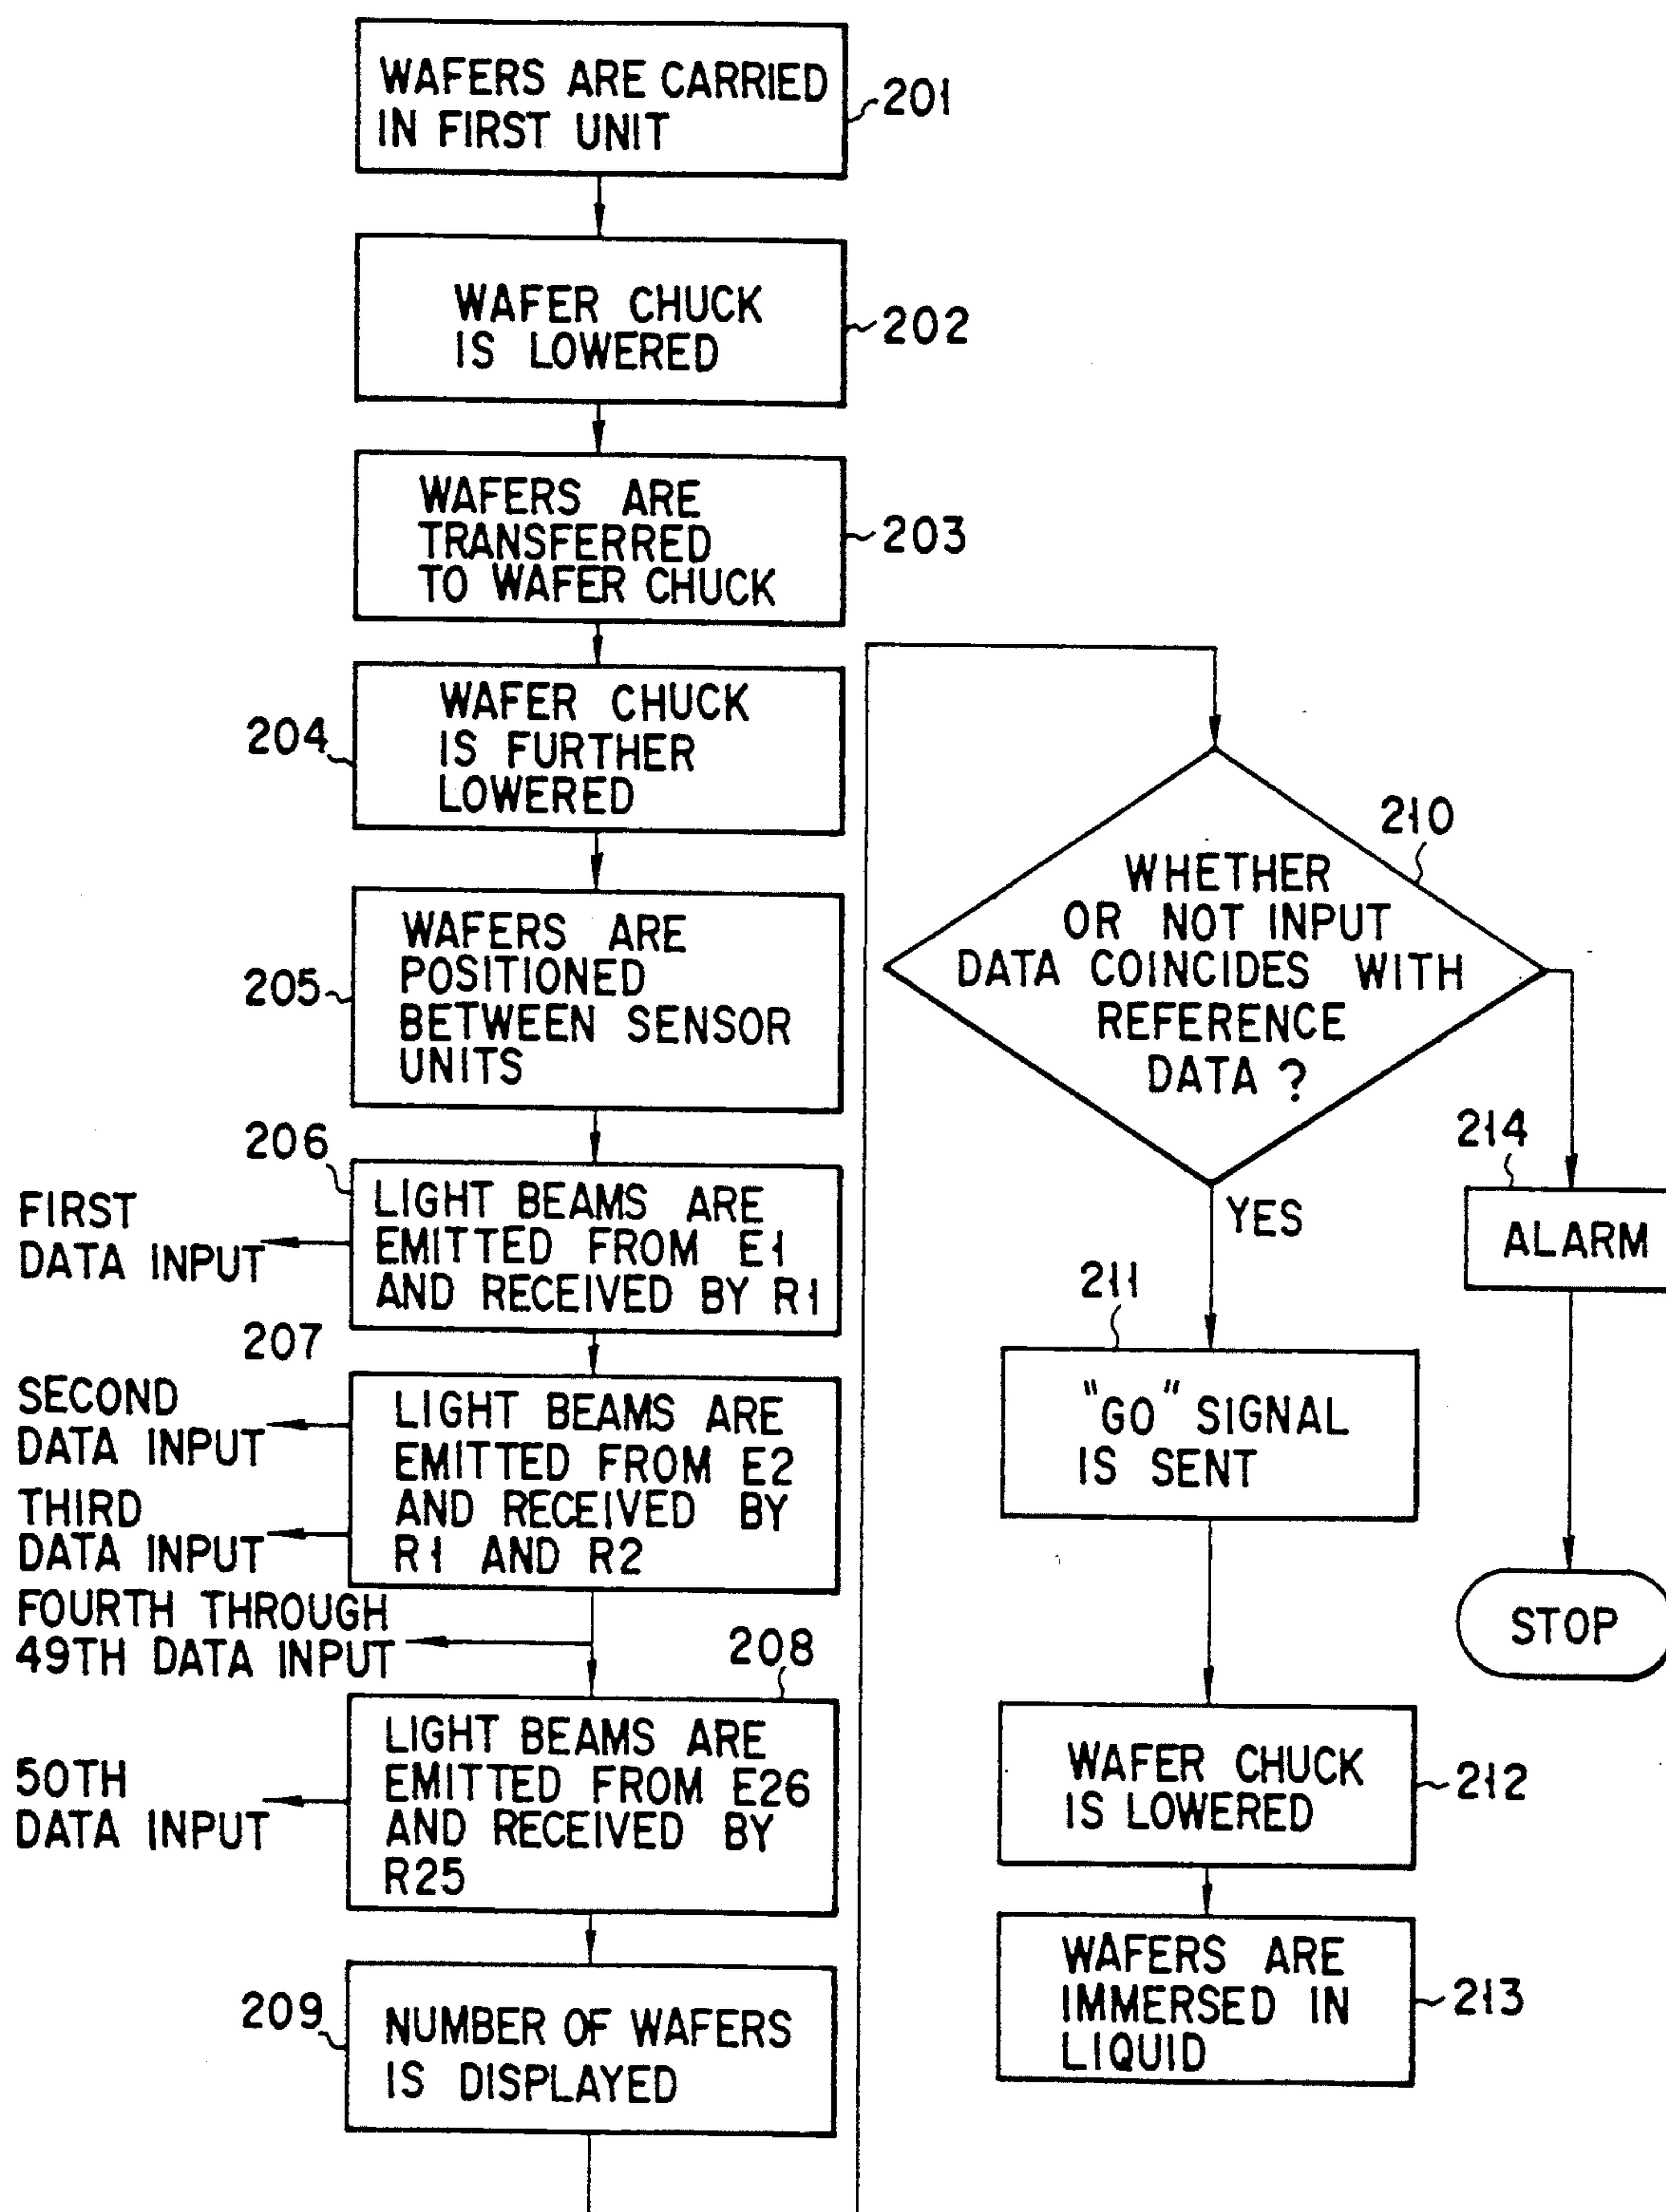 WAFERS ARE CARRIED
IN FIRST UNIT
201
WAFER CHUCK
IS LOWERED
202
WAFERS ARE
TRANSFERRED
TO WAFER CHUCK
203
WAFER CHUCK
IS FURTHER
LOWERED
204
WAFERS ARE
POSITIONED
BETWEEN SENSOR
UNITS
205
206
LIGHT BEAMS ARE
EMITTED FROM E1
AND RECEIVED BY R1
FIRST
DATA INPUT
207
LIGHT BEAMS ARE
EMITTED FROM E2
AND RECEIVED BY
R1 AND R2
SECOND
DATA INPUT
THIRD
DATA INPUT
FOURTH THROUGH
49TH DATA INPUT
208
LIGHT BEAMS ARE
EMITTED FROM E26
AND RECEIVED BY
R25
50TH
DATA INPUT
209
NUMBER OF WAFERS
IS DISPLAYED
210
WHETHER
OR NOT INPUT
DATA COINCIDES WITH
REFERENCE
DATA ?
YES
214
ALARM
STOP
211
"GO" SIGNAL
IS SENT
WAFER CHUCK
IS LOWERED
212
WAFERS ARE
IMMERSED IN
LIQUID
213